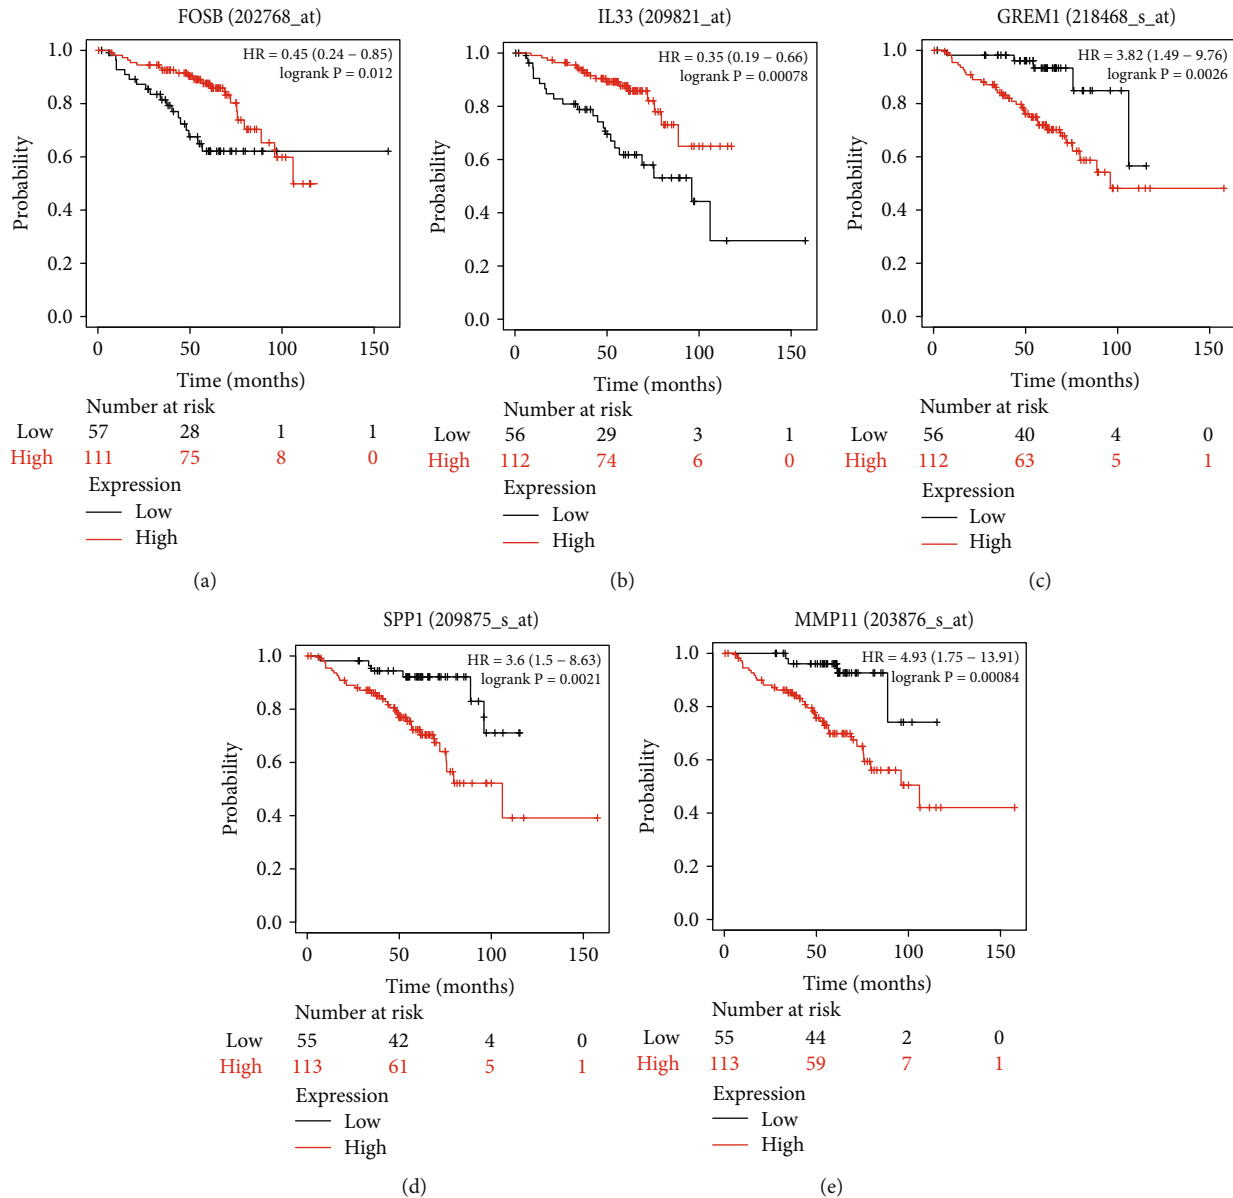 FOSB (202768_at)
HR = 0.45 (0.24 – 0.85)
logrank P = 0.012
1.0
0.8
0.6
0.4
0.2
0.0
Probability
0 50 100 150
Time (months)
Number at risk
Low 57 28 1 1
High 111 75 8 0
Expression
Low
High
(a)
IL33 (209821_at)
HR = 0.35 (0.19 – 0.66)
logrank P = 0.00078
1.0
0.8
0.6
0.4
0.2
0.0
Probability
0 50 100 150
Time (months)
Number at risk
Low 56 29 3 1
High 112 74 6 0
Expression
Low
High
(b)
GREM1 (218468_s_at)
HR = 3.82 (1.49 – 9.76)
logrank P = 0.0026
1.0
0.8
0.6
0.4
0.2
0.0
Probability
0 50 100 150
Time (months)
Number at risk
Low 56 40 4 0
High 112 63 5 1
Expression
Low
High
(c)
SPP1 (209875_s_at)
HR = 3.6 (1.5 – 8.63)
logrank P = 0.0021
1.0
0.8
0.6
0.4
0.2
0.0
Probability
0 50 100 150
Time (months)
Number at risk
Low 55 42 4 0
High 113 61 5 1
Expression
Low
High
(d)
MMP11 (203876_s_at)
HR = 4.93 (1.75 – 13.91)
logrank P = 0.00084
1.0
0.8
0.6
0.4
0.2
0.0
Probability
0 50 100 150
Time (months)
Number at risk
Low 55 44 2 0
High 113 59 7 1
Expression
Low
High
(e)